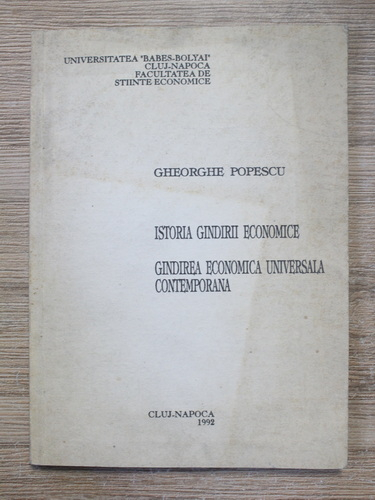 UNIVERSITATEA "BABES-BOLYAI"
CLUJ-NAPOCA
FACULTATEA DE
STIINTE ECONOMICE
GHEORGHE POPESCU
ISTORIA GINDIRII ECONOMICE
GINDIREA ECONOMICA UNIVERSALA
CONTEMPORANA
CLUJ-NAPOCA
1992